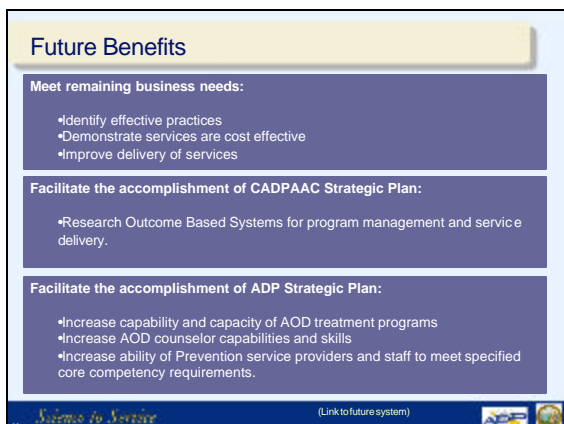 Future Benefits
Meet remaining business needs:
•Identify effective practices
•Demonstrate services are cost effective
•Improve delivery of services
Facilitate the accomplishment of CADPAAC Strategic Plan:
•Research Outcome Based Systems for program management and service
delivery.
Facilitate the accomplishment of ADP Strategic Plan:
•Increase capability and capacity of AOD treatment programs
•Increase AOD counselor capabilities and skills
•Increase ability of Prevention service providers and staff to meet specified
core competency requirements.
Science to Service
(Link to future system)
ADP